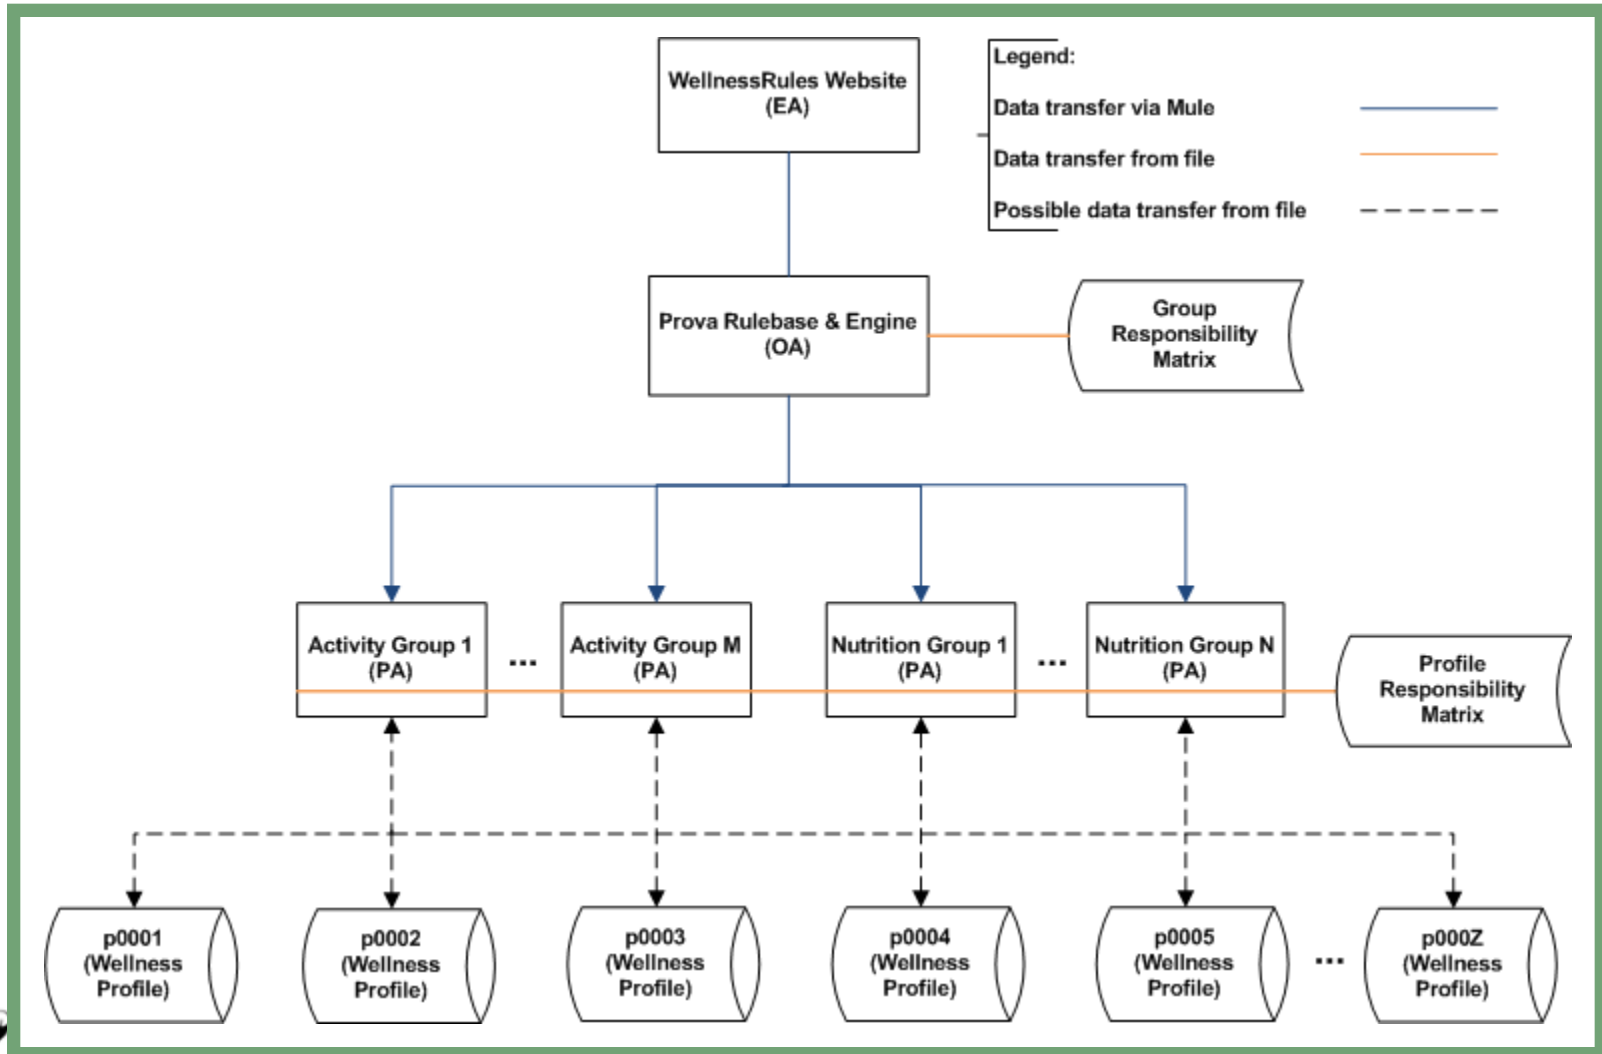 WellnessRules Website
(EA)
Legend:
Data transfer via Mule
Data transfer from file
Possible data transfer from file
Prova Rulebase & Engine
(OA)
Group
Responsibility
Matrix
Activity Group 1
(PA)
...
Activity Group M
(PA)
Nutrition Group 1
(PA)
...
Nutrition Group N
(PA)
Profile
Responsibility
Matrix
p0001
(Wellness
Profile)
p0002
(Wellness
Profile)
p0003
(Wellness
Profile)
p0004
(Wellness
Profile)
p0005
(Wellness
Profile)
...
p000Z
(Wellness
Profile)